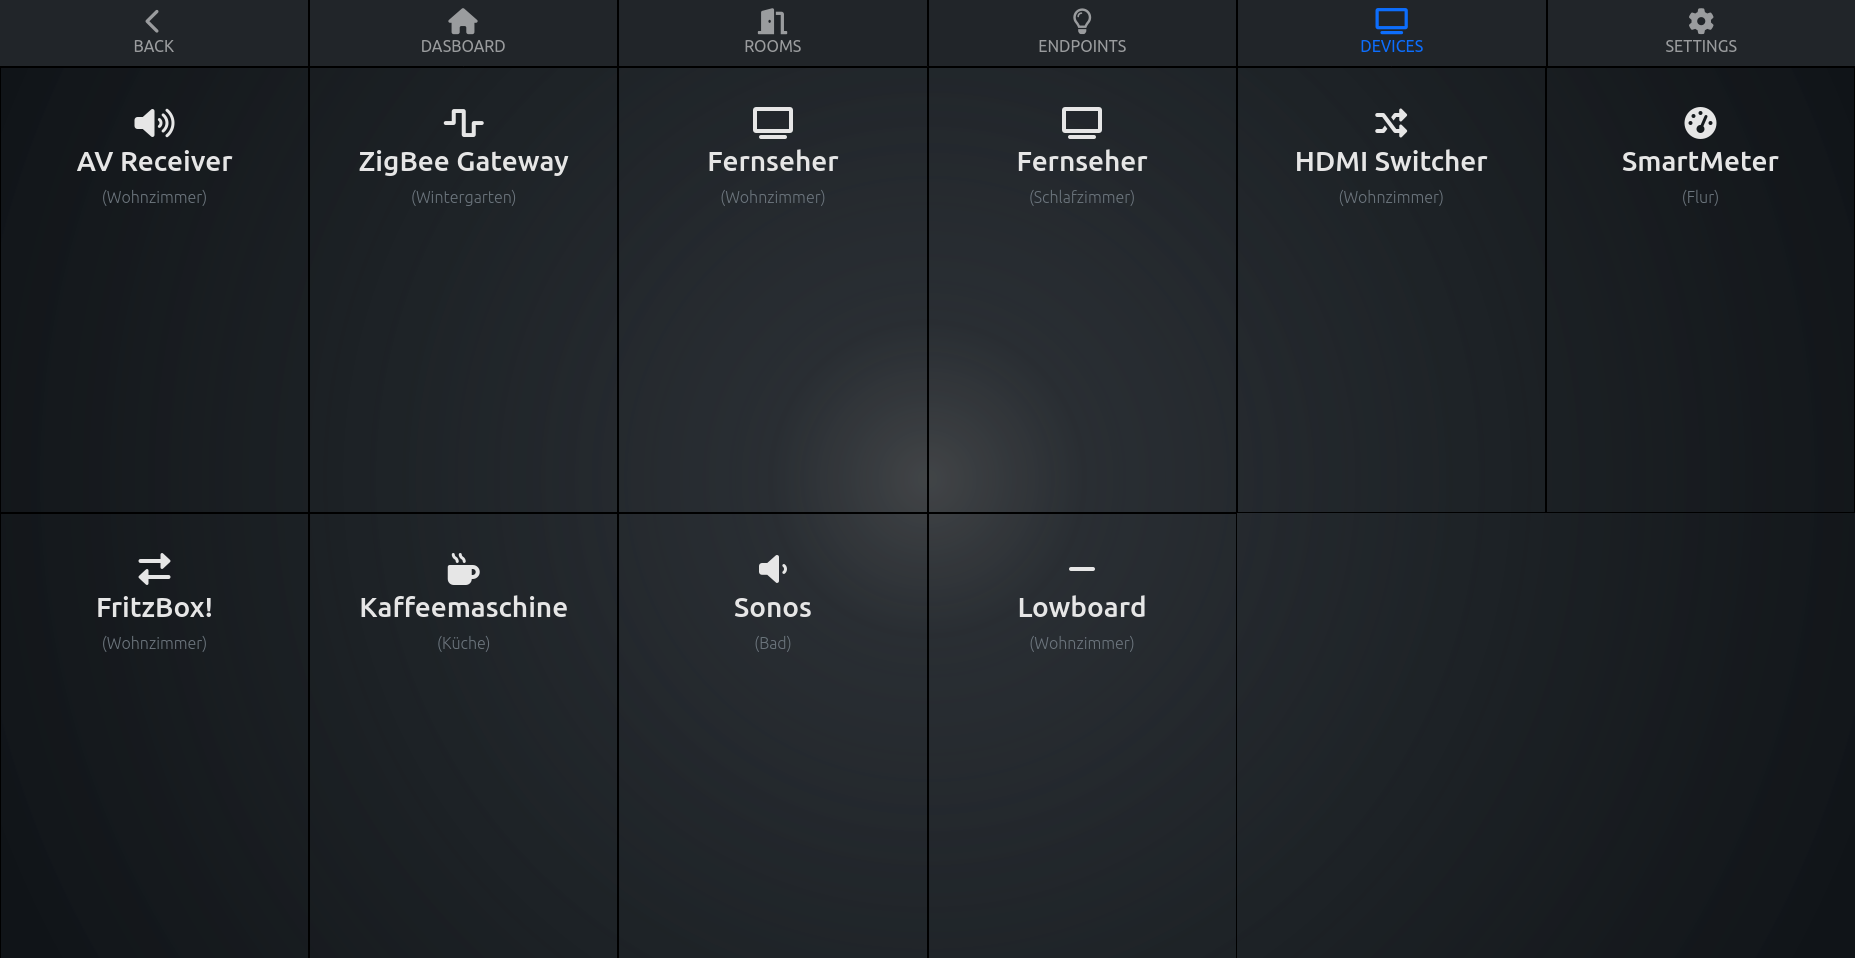 BACK
DASBOARD
ROOMS
ENDPOINTS
DEVICES
SETTINGS
AV Receiver
(Wohnzimmer)
ZigBee Gateway
(Wintergarten)
Fernseher
(Wohnzimmer)
Fernseher
(Schlafzimmer)
HDMI Switcher
(Wohnzimmer)
SmartMeter
(Flur)
FritzBox!
(Wohnzimmer)
Kaffeemaschine
(Küche)
Sonos
(Bad)
Lowboard
(Wohnzimmer)